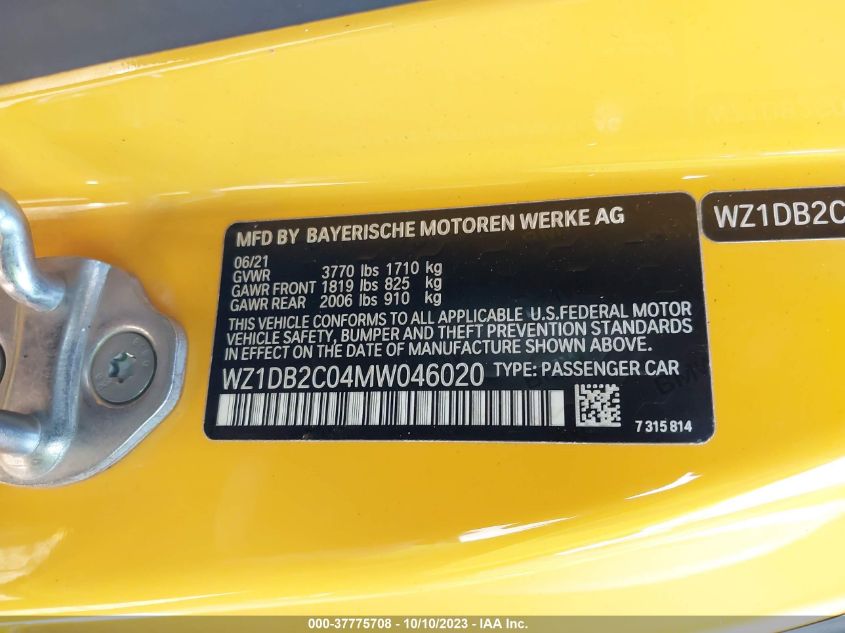 MFD BY BAYERISCHE MOTOREN WERKE AG
06/21
GVWR 3770 lbs 1710 kg
GAWR FRONT 1819 lbs 825 kg
GAWR REAR 2006 lbs 910 kg
THIS VEHICLE CONFORMS TO ALL APPLICABLE U.S.FEDERAL MOTOR
VEHICLE SAFETY, BUMPER AND THEFT PREVENTION STANDARDS
IN EFFECT ON THE DATE OF MANUFACTURE SHOWN ABOVE.
WZ1DB2C04MW046020 TYPE: PASSENGER CAR
7 315 814
WZ1DB2C
000-37775708 - 10/10/2023 - IAA Inc.